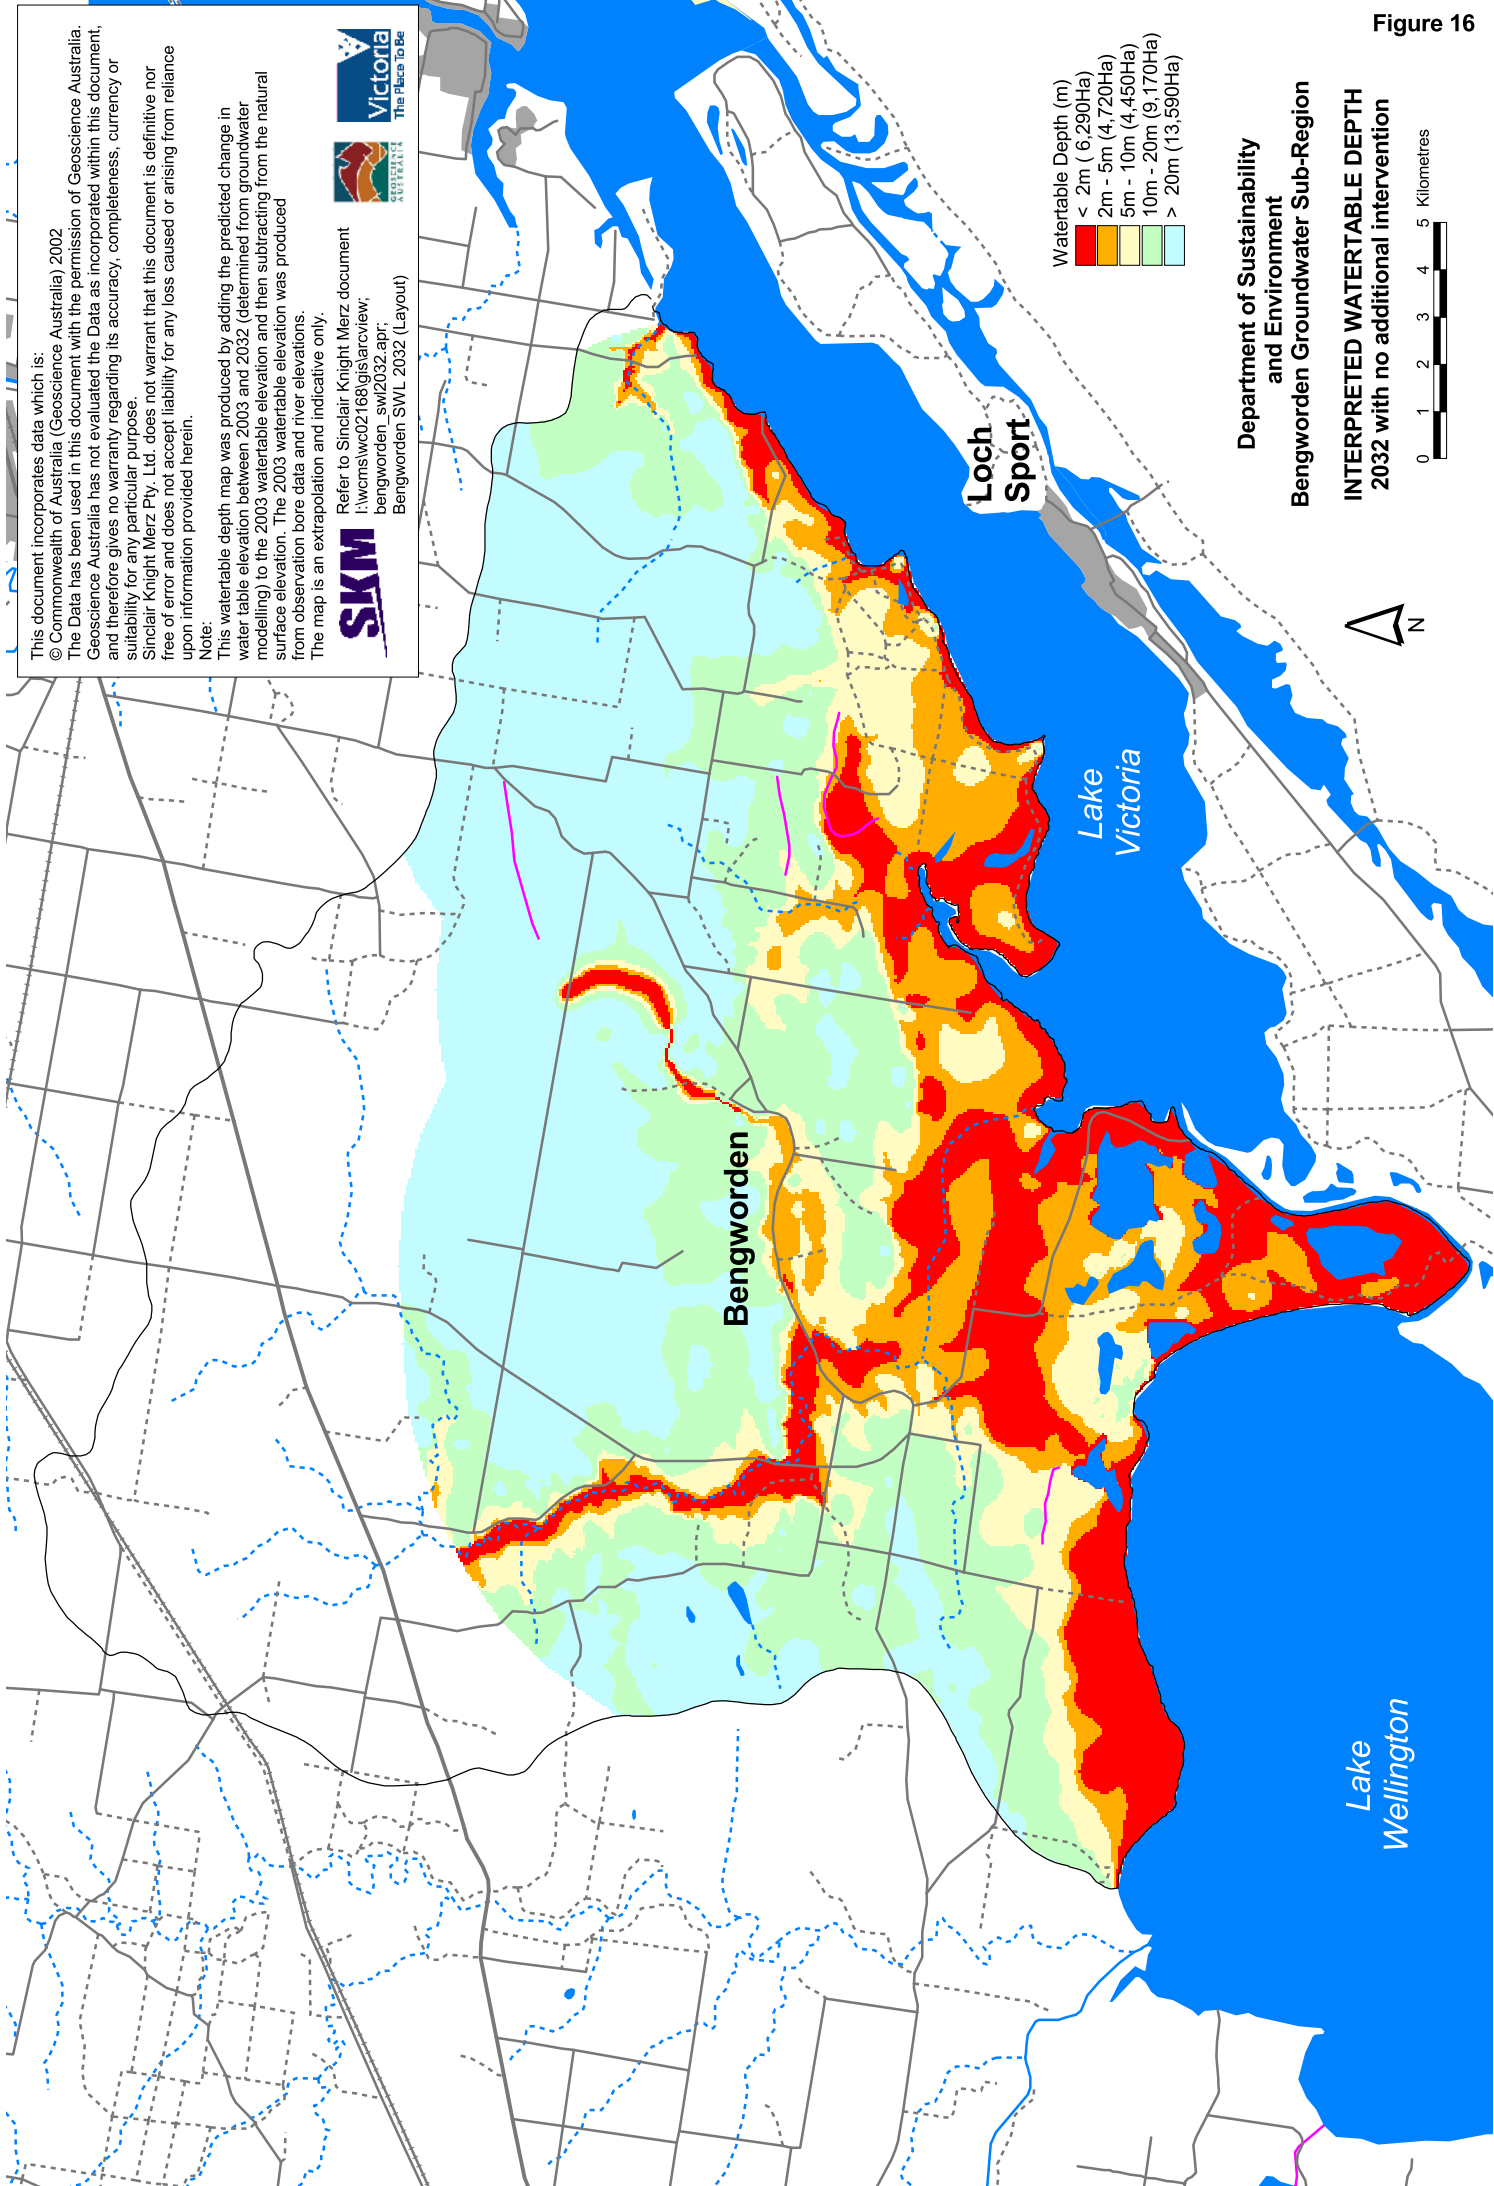 Figure 16
This document incorporates data which is:
© Commonwealth of Australia (Geoscience Australia) 2002
The Data has been used in this document with the permission of Geoscience Australia.
Geoscience Australia has not evaluated the Data as incorporated within this document,
and therefore gives no warranty regarding its accuracy, completeness, currency or
suitability for any particular purpose.
Sinclair Knight Merz Pty. Ltd. does not warrant that this document is definitive nor
free of error and does not accept liability for any loss caused or arising from reliance
upon information provided herein.
Note:
This watertable depth map was produced by adding the predicted change in
water table elevation between 2003 and 2032 (determined from groundwater
modelling) to the 2003 watertable elevation and then subtracting from the natural
surface elevation. The 2003 watertable elevation was produced
from observation bore data and river elevations.
The map is an extrapolation and indicative only.
SKM
Refer to Sinclair Knight Merz document
I:\wcms\wc02168\gis\arcview;
bengworden_swl2032.apr;
Bengworden SWL 2032 (Layout)
GEOSCIENCE
AUSTRALIA
Victoria
The Place To Be
Bengworden
Loch
Sport
Lake
Victoria
Lake
Wellington
Watertable Depth (m)
< 2m ( 6,290Ha)
2m - 5m (4,720Ha)
5m - 10m (4,450Ha)
10m - 20m (9,170Ha)
> 20m (13,590Ha)
Department of Sustainability
and Environment
Bengworden Groundwater Sub-Region
INTERPRETED WATERTABLE DEPTH
2032 with no additional intervention
N
0 1 2 3 4 5 Kilometres